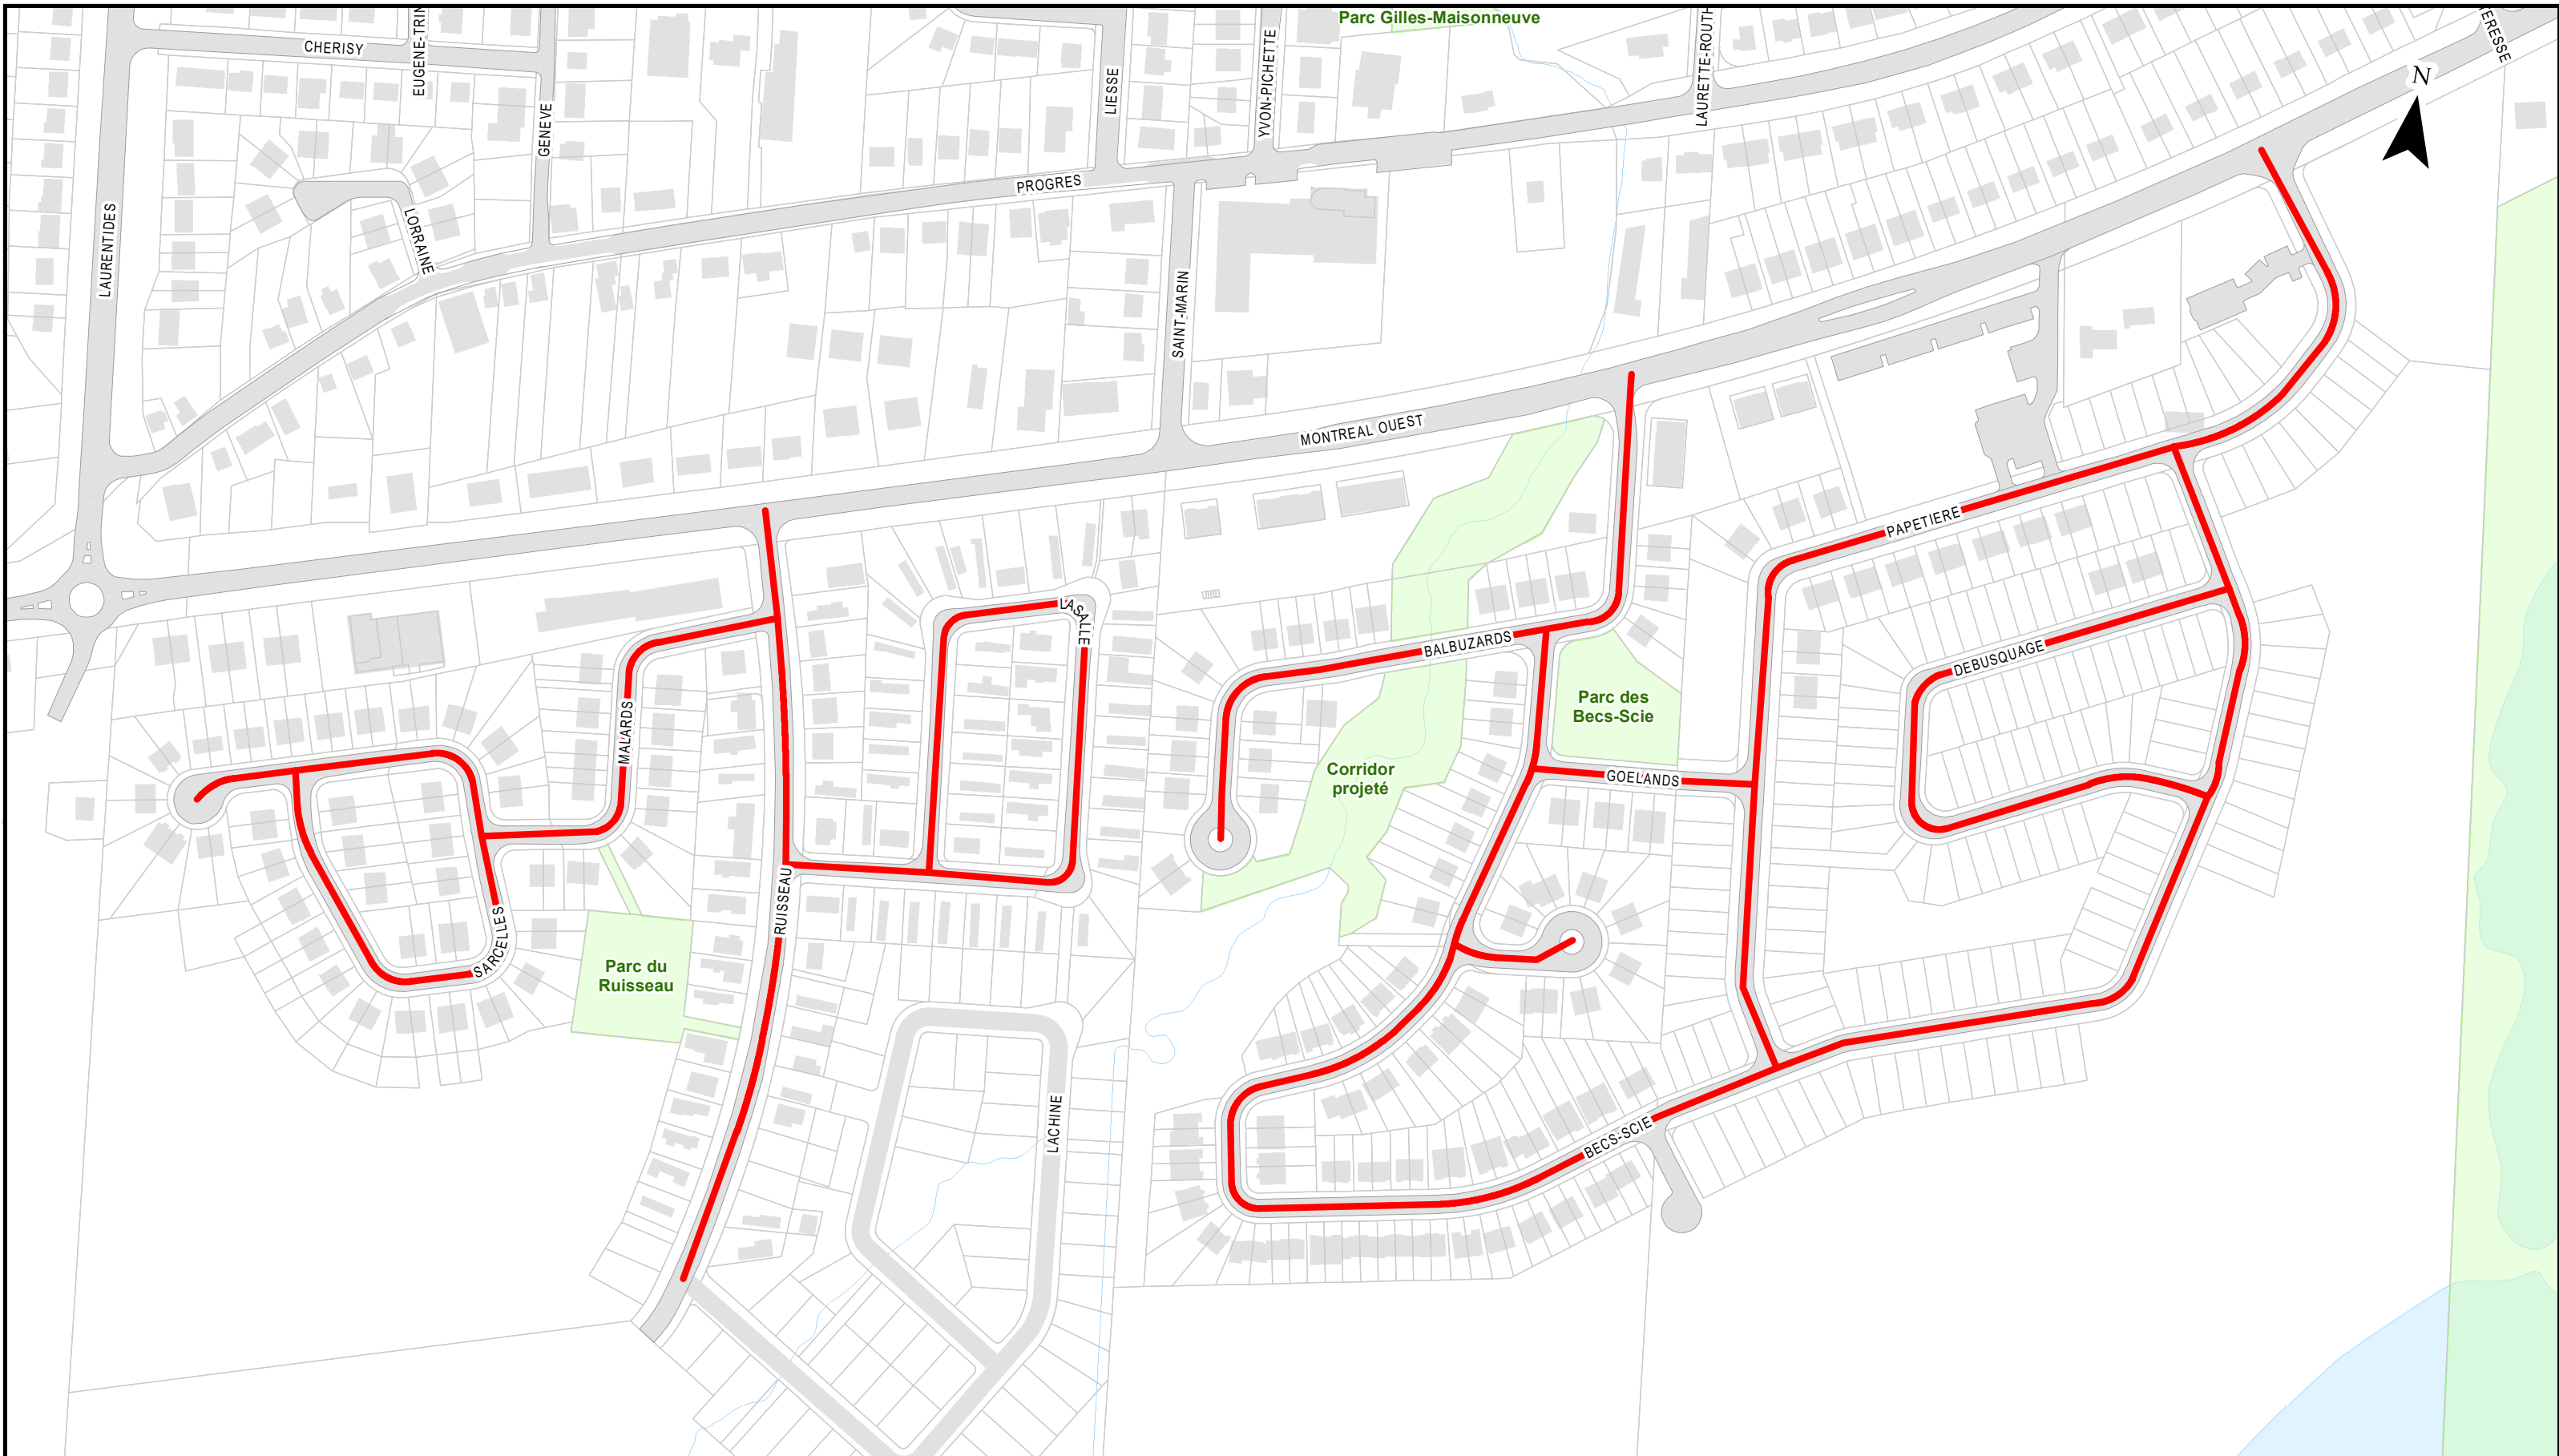 Parc Gilles-Maisonneuve
CHERISY
EUGENE-TRIN
GENEVE
LIESSE
YVON-PICHETTE
LAURETTE-ROUTH
ERESSE
N
LAURENTIDES
LORRAINE
PROGRES
SAINT-MARIN
MONTREAL OUEST
PAPETIERE
LASALLE
BALBUZARDS
DEBUSQUAGE
MALARDS
Parc des
Becs-Scie
Corridor
projeté
GOELANDS
RUISSEAU
SARCELLES
Parc du
Ruisseau
LACHINE
BECS-SCIE